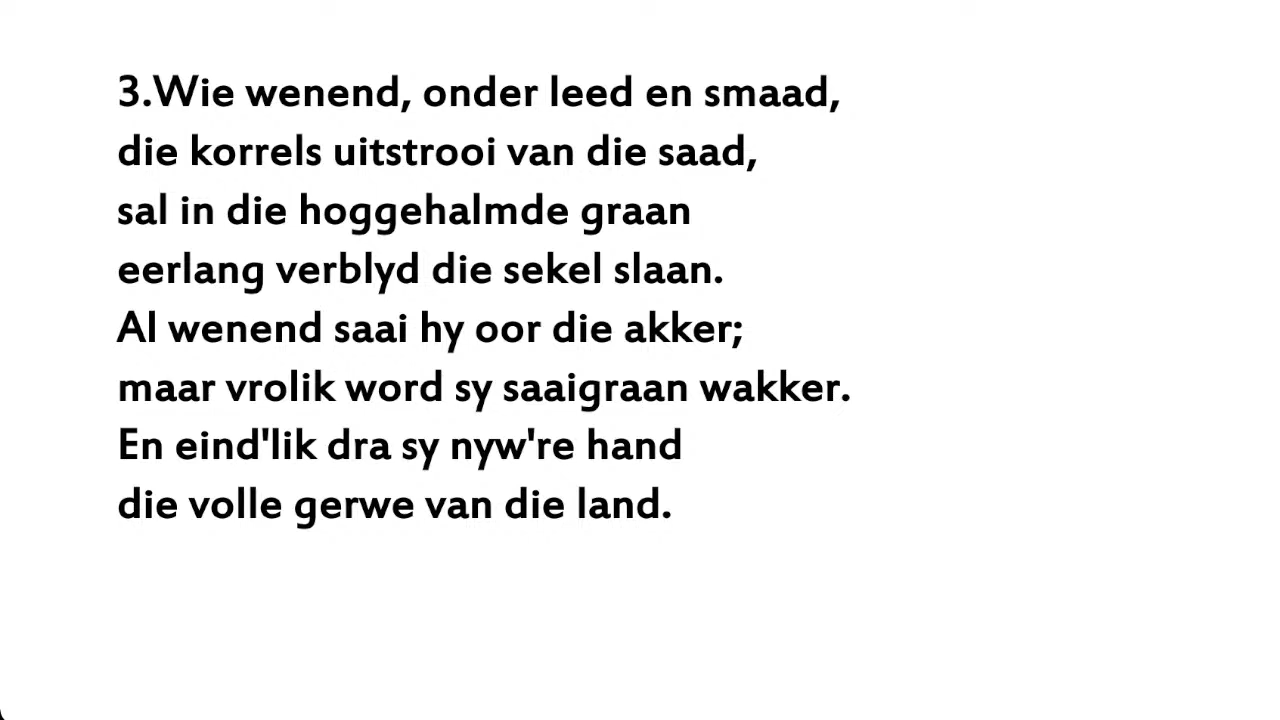 3.Wie wenend, onder leed en smaad,
die korrels uitstrooi van die saad,
sal in die hoggehalmde graan
eerlang verblyd die sekel slaan.
Al wenend saai hy oor die akker;
maar vrolik word sy saaigraan wakker.
En eind'lik dra sy nyw're hand
die volle gerwe van die land.